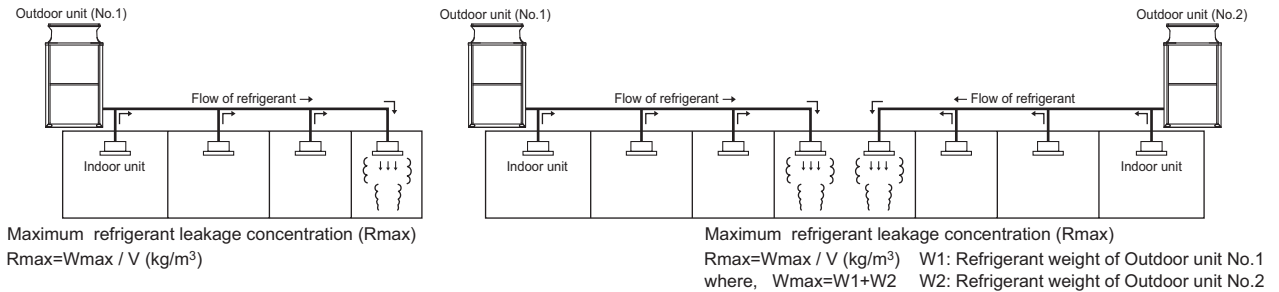 Outdoor unit (No.1)
Flow of refrigerant →
Indoor unit
Maximum refrigerant leakage concentration (Rmax)
Rmax=Wmax / V (kg/m³)
Outdoor unit (No.1)
Outdoor unit (No.2)
Flow of refrigerant →
← Flow of refrigerant
Indoor unit
Indoor unit
Maximum refrigerant leakage concentration (Rmax)
Rmax=Wmax / V (kg/m³) W1: Refrigerant weight of Outdoor unit No.1
where, Wmax=W1+W2 W2: Refrigerant weight of Outdoor unit No.2